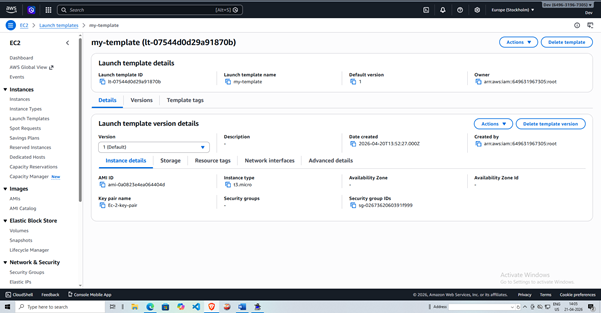 aws
Search
[Alt+S]
Europe (Stockholm)
Dev
EC2 > Launch templates > my-template
EC2
Dashboard
AWS Global View
Events
Instances
Instances
Instance Types
Launch Templates
Spot Requests
Savings Plans
Reserved Instances
Dedicated Hosts
Capacity Reservations
Capacity Manager New
Images
AMIs
AMI Catalog
Elastic Block Store
Volumes
Snapshots
Lifecycle Manager
Network & Security
Security Groups
Elastic IPs
my-template (lt-07544d0d29a91870b)
Actions
Delete template
Launch template details
Launch template ID
lt-07544d0d29a91870b
Launch template name
my-template
Default version
1
Owner
arn:aws:iam::649631967305:root
Details
Versions
Template tags
Launch template version details
Actions
Delete template version
Version
1 (Default)
Description
-
Date created
2026-04-20T13:52:27.000Z
Created by
arn:aws:iam::649631967305:root
Instance details
Storage
Resource tags
Network interfaces
Advanced details
AMI ID
ami-0a0823e4ea064404d
Instance type
t3.micro
Availability Zone
-
Availability Zone Id
-
Key pair name
Ec-2-key-pair
Security groups
-
Security group IDs
sg-0267362060391f999
Activate Windows
Go to Settings to activate Windows.
CloudShell
Feedback
Console Mobile App
© 2026, Amazon Web Services, Inc. or its affiliates.
Privacy
Terms
Cookie preferences
Type here to search
Address
ENG
US
14:05
21-04-2026